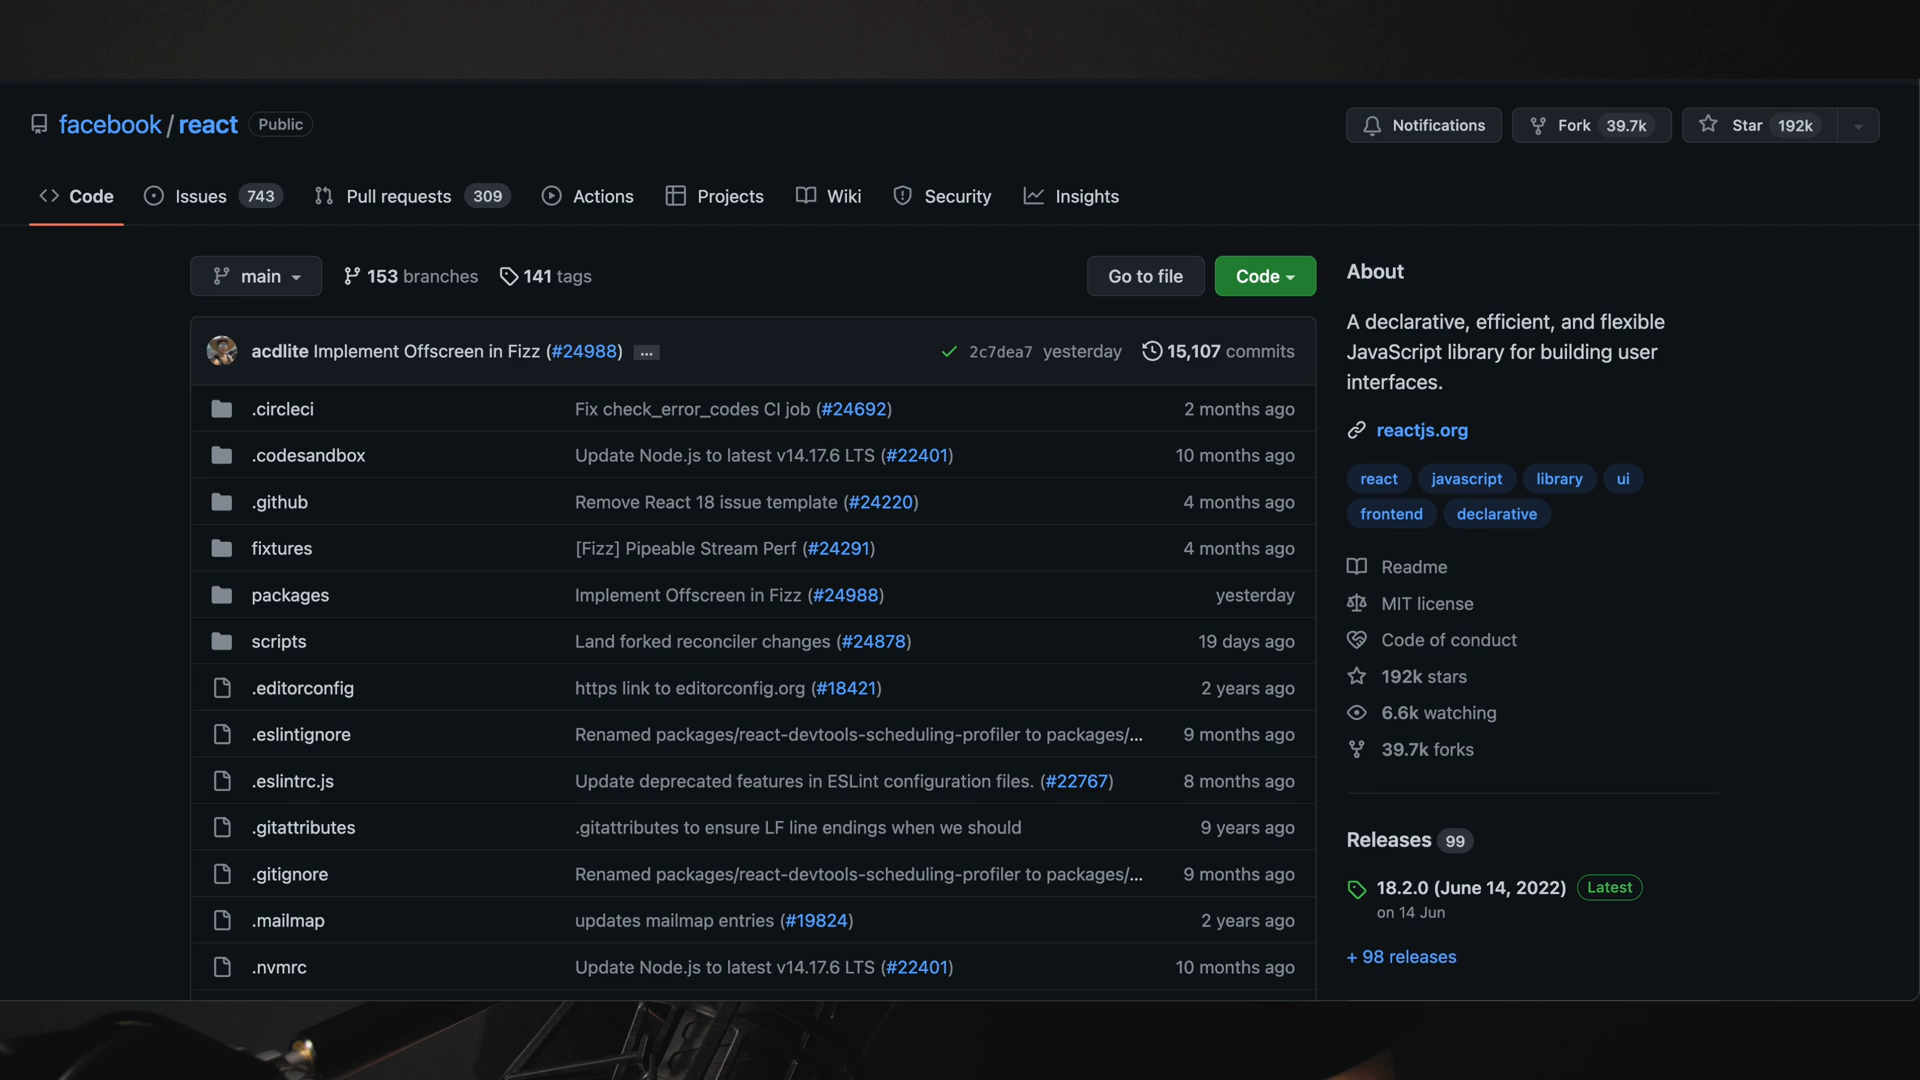 facebook / react Public
Notifications Fork 39.7k Star 192k
Code Issues 743 Pull requests 309 Actions Projects Wiki Security Insights
main 153 branches 141 tags Go to file Code
acdlite Implement Offscreen in Fizz (#24988) ... 2c7dea7 yesterday 15,107 commits
.circleci Fix check_error_codes CI job (#24692) 2 months ago
.codesandbox Update Node.js to latest v14.17.6 LTS (#22401) 10 months ago
.github Remove React 18 issue template (#24220) 4 months ago
fixtures [Fizz] Pipeable Stream Perf (#24291) 4 months ago
packages Implement Offscreen in Fizz (#24988) yesterday
scripts Land forked reconciler changes (#24878) 19 days ago
.editorconfig https link to editorconfig.org (#18421) 2 years ago
.eslintignore Renamed packages/react-devtools-scheduling-profiler to packages/... 9 months ago
.eslintrc.js Update deprecated features in ESLint configuration files. (#22767) 8 months ago
.gitattributes .gitattributes to ensure LF line endings when we should 9 years ago
.gitignore Renamed packages/react-devtools-scheduling-profiler to packages/... 9 months ago
.mailmap updates mailmap entries (#19824) 2 years ago
.nvmrc Update Node.js to latest v14.17.6 LTS (#22401) 10 months ago
About
A declarative, efficient, and flexible
JavaScript library for building user
interfaces.
reactjs.org
react javascript library ui
frontend declarative
Readme
MIT license
Code of conduct
192k stars
6.6k watching
39.7k forks
Releases 99
18.2.0 (June 14, 2022) Latest
on 14 Jun
+ 98 releases